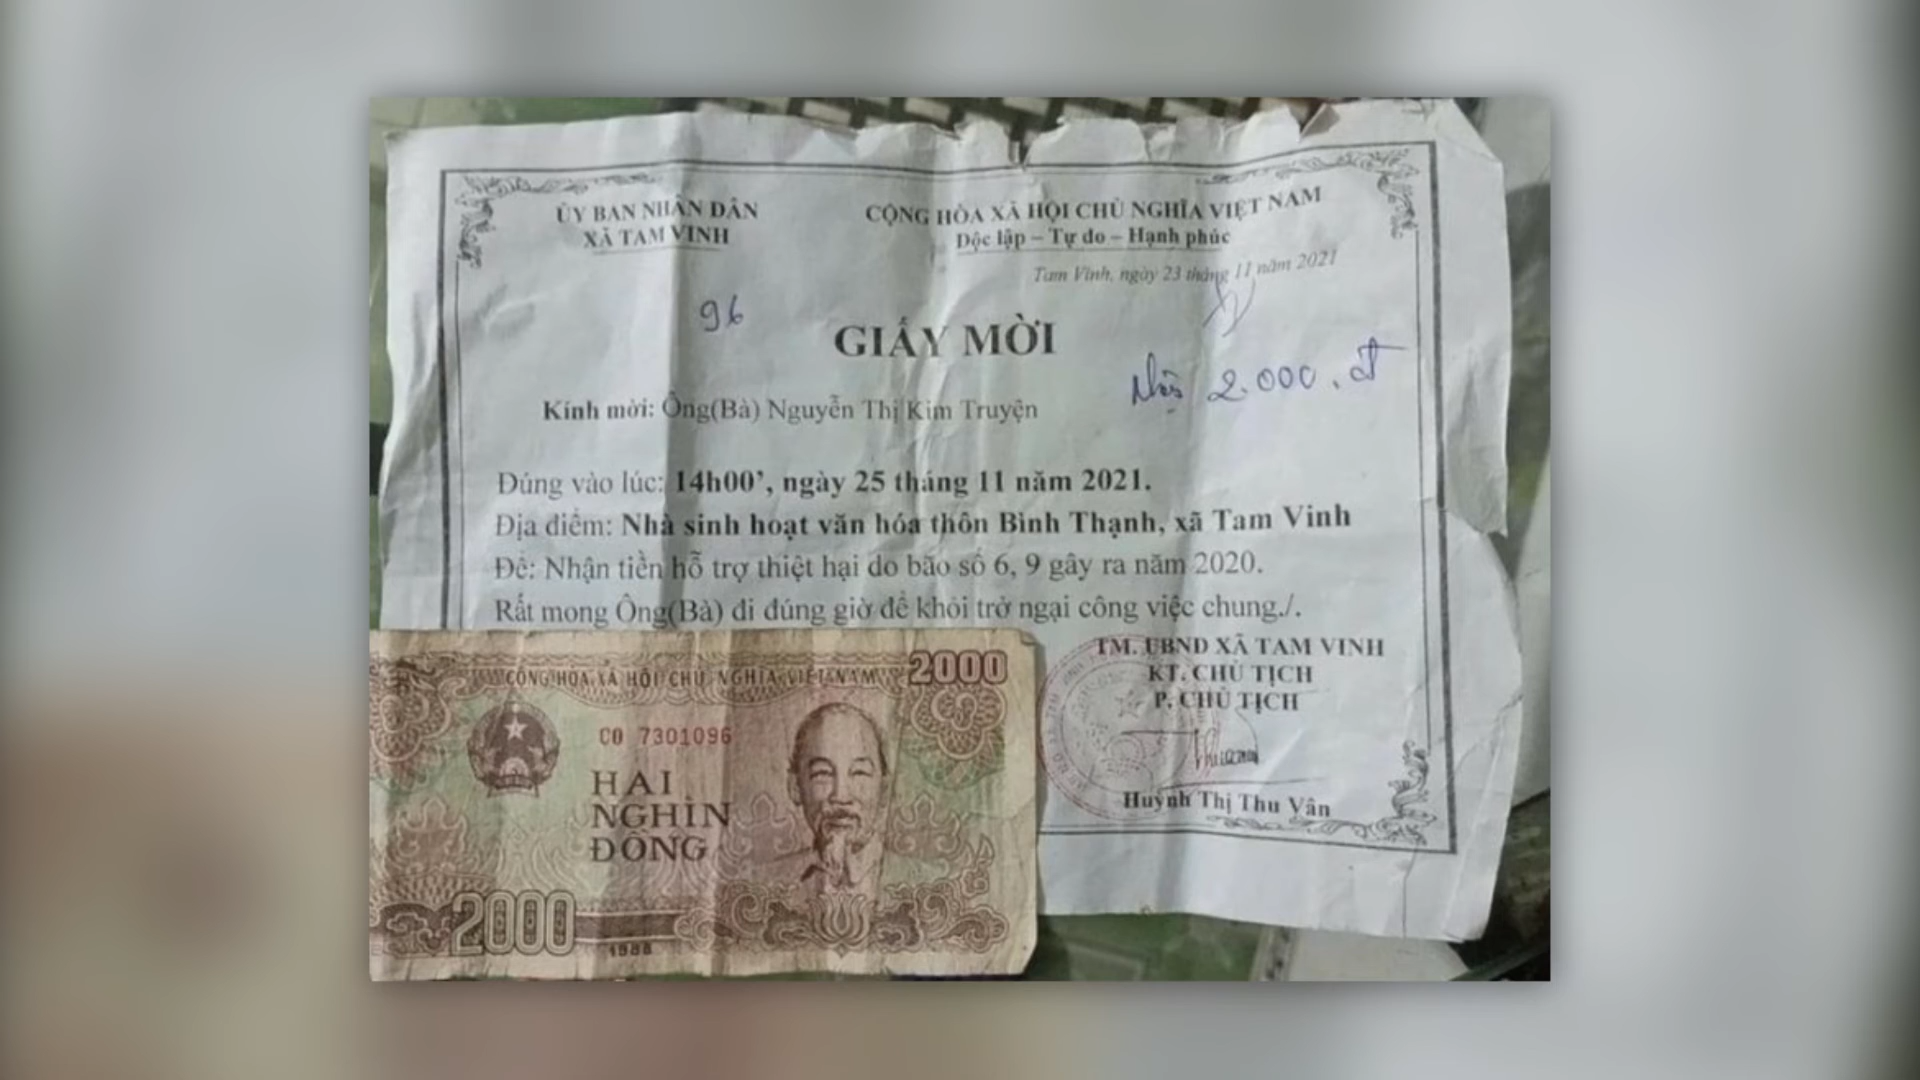 ỦY BAN NHÂN DÂN
XÃ TAM VINH
CỘNG HÒA XÃ HỘI CHỦ NGHĨA VIỆT NAM
Độc lập – Tự do – Hạnh phúc
Tam Vinh, ngày 23 tháng 11 năm 2021
96
GIẤY MỜI
Nhận 2.000.đ
Kính mời: Ông(Bà) Nguyễn Thị Kim Truyện
Đúng vào lúc: 14h00’, ngày 25 tháng 11 năm 2021.
Địa điểm: Nhà sinh hoạt văn hóa thôn Bình Thạnh, xã Tam Vinh
Để: Nhận tiền hỗ trợ thiệt hại do bão số 6, 9 gây ra năm 2020.
Rất mong Ông(Bà) đi đúng giờ để khỏi trở ngại công việc chung./.
TM. UBND XÃ TAM VINH
KT. CHỦ TỊCH
P. CHỦ TỊCH
Huỳnh Thị Thu Vân
CỘNG HÒA XÃ HỘI CHỦ NGHĨA VIỆT NAM
2000
CO 7301096
HAI
NGHÌN
ĐỒNG
2000
1988